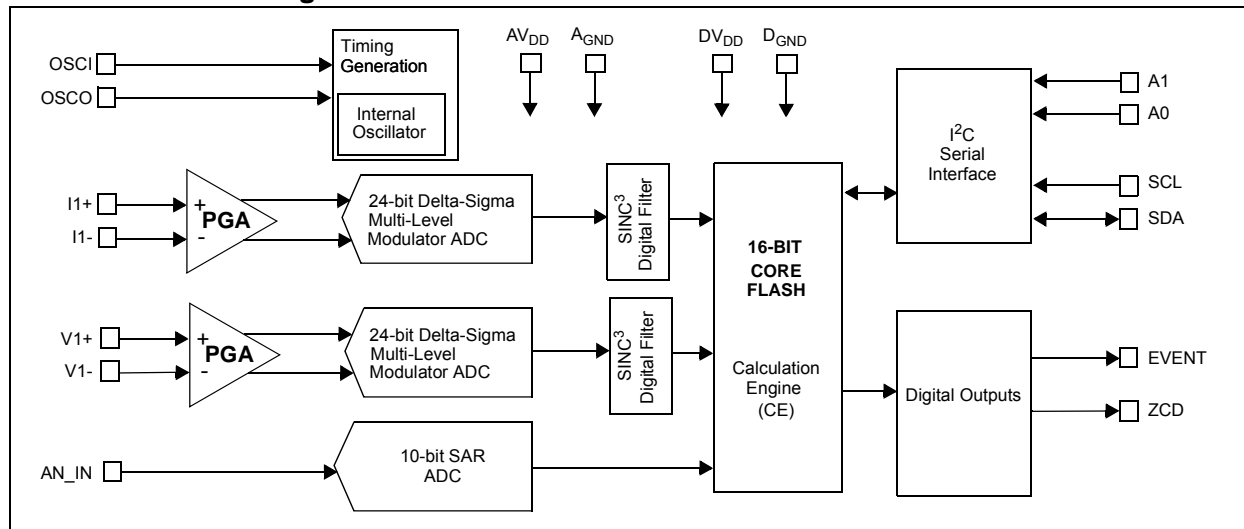 OSCI
OSCO
Timing
Generation
Internal
Oscillator
AVDD
AGND
DVDD
DGND
I1+
I1-
+
PGA
-
24-bit Delta-Sigma
Multi-Level
Modulator ADC
SINC3
Digital Filter
V1+
V1-
+
PGA
-
24-bit Delta-Sigma
Multi-Level
Modulator ADC
SINC3
Digital Filter
AN_IN
10-bit SAR
ADC
16-BIT
CORE
FLASH
Calculation
Engine
(CE)
I2C
Serial
Interface
A1
A0
SCL
SDA
Digital Outputs
EVENT
ZCD